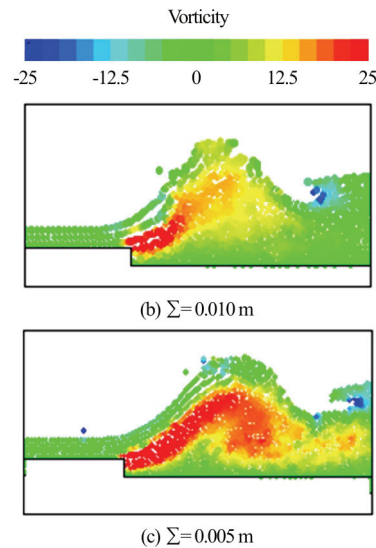 Vorticity
-25 -12.5 0 12.5 25
(b) ∑= 0.010 m
(c) ∑= 0.005 m